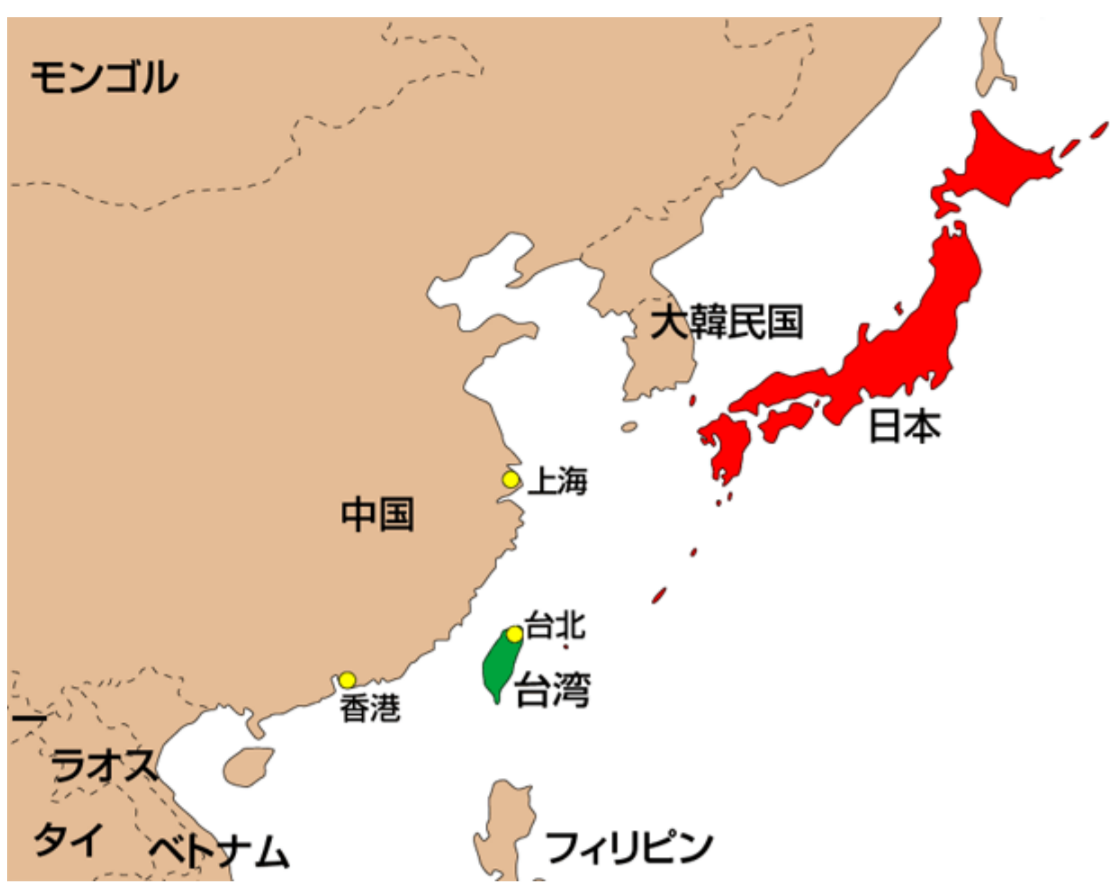 モンゴル
大韓民国
日本
上海
中国
台北
台湾
香港
ー
ラオス
タイ
ベトナム
フィリピン